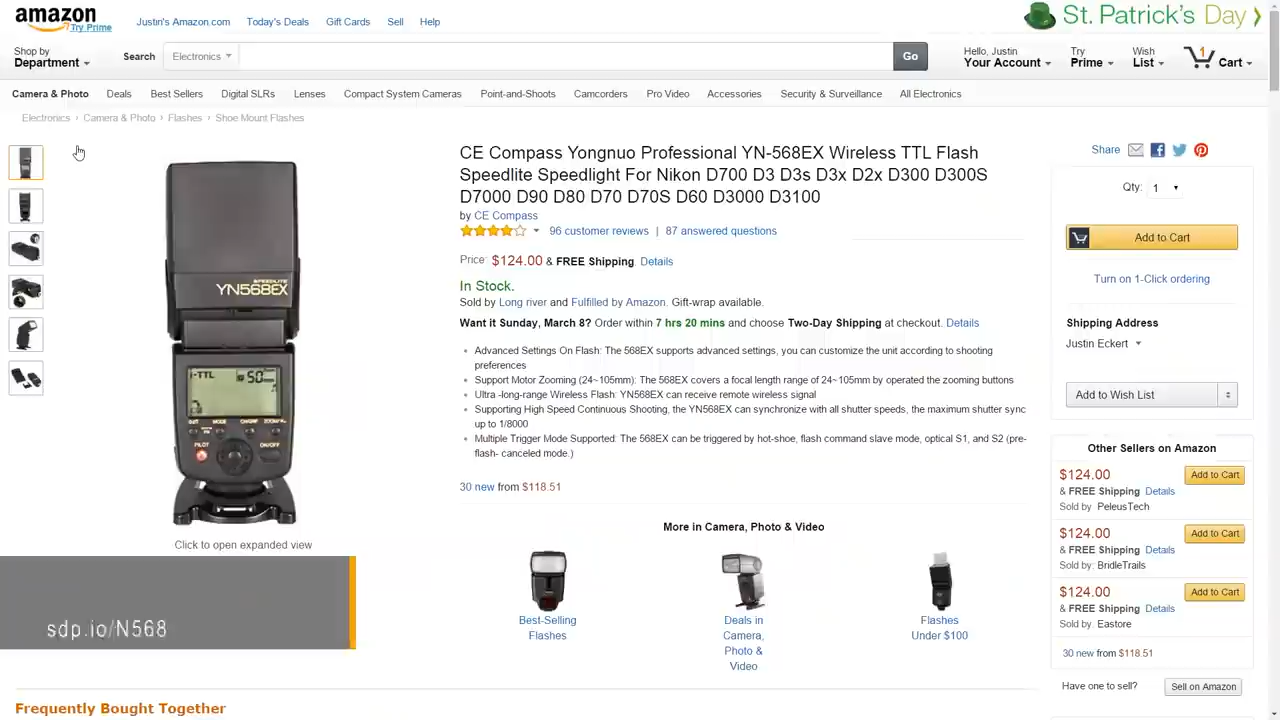 amazon
Try Prime
Justin's Amazon.com
Today's Deals
Gift Cards
Sell
Help
St. Patrick's Day
Shop by
Department
Search
Electronics
Go
Hello, Justin
Your Account
Try
Prime
Wish
List
1
Cart
Camera & Photo
Deals
Best Sellers
Digital SLRs
Lenses
Compact System Cameras
Point-and-Shoots
Camcorders
Pro Video
Accessories
Security & Surveillance
All Electronics
Electronics › Camera & Photo › Flashes › Shoe Mount Flashes
SPEEDLITE
YN568EX
i-TTL
50
MODE
PILOT
ON/OFF
Click to open expanded view
sdp.io/N568
CE Compass Yongnuo Professional YN-568EX Wireless TTL Flash
Speedlite Speedlight For Nikon D700 D3 D3s D3x D2x D300 D300S
D7000 D90 D80 D70 D70S D60 D3000 D3100
by CE Compass
96 customer reviews | 87 answered questions
Price: $124.00 & FREE Shipping. Details
In Stock.
Sold by Long river and Fulfilled by Amazon. Gift-wrap available.
Want it Sunday, March 8? Order within 7 hrs 20 mins and choose Two-Day Shipping at checkout. Details
Advanced Settings On Flash: The 568EX supports advanced settings, you can customize the unit according to shooting
preferences
Support Motor Zooming (24~105mm): The 568EX covers a focal length range of 24~105mm by operated the zooming buttons
Ultra -long-range Wireless Flash: YN568EX can receive remote wireless signal
Supporting High Speed Continuous Shooting, the YN568EX can synchronize with all shutter speeds, the maximum shutter sync
up to 1/8000
Multiple Trigger Mode Supported: The 568EX can be triggered by hot-shoe, flash command slave mode, optical S1, and S2 (pre-
flash- canceled mode.)
30 new from $118.51
More in Camera, Photo & Video
Best-Selling
Flashes
Deals in
Camera,
Photo &
Video
Flashes
Under $100
Share
Qty: 1
Add to Cart
Turn on 1-Click ordering
Shipping Address
Justin Eckert
Add to Wish List
Other Sellers on Amazon
$124.00
Add to Cart
& FREE Shipping. Details
Sold by: PeleusTech
$124.00
Add to Cart
& FREE Shipping. Details
Sold by: BridleTrails
$124.00
Add to Cart
& FREE Shipping. Details
Sold by: Eastore
30 new from $118.51
Have one to sell?
Sell on Amazon
Frequently Bought Together